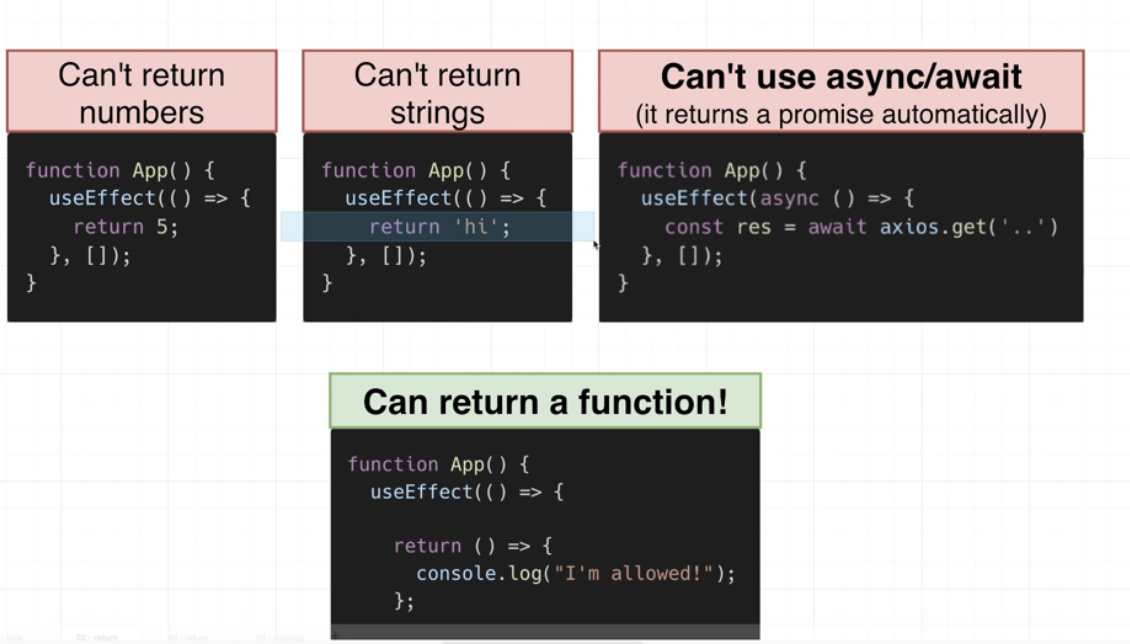 Can't return
numbers
function App() {
  useEffect(() => {
    return 5;
  }, []);
}
Can't return
strings
function App() {
  useEffect(() => {
    return 'hi';
  }, []);
}
Can't use async/await
(it returns a promise automatically)
function App() {
  useEffect(async () => {
    const res = await axios.get('..')
  }, []);
}
Can return a function!
function App() {
  useEffect(() => {
    return () => {
      console.log("I'm allowed!");
    };
02 - return